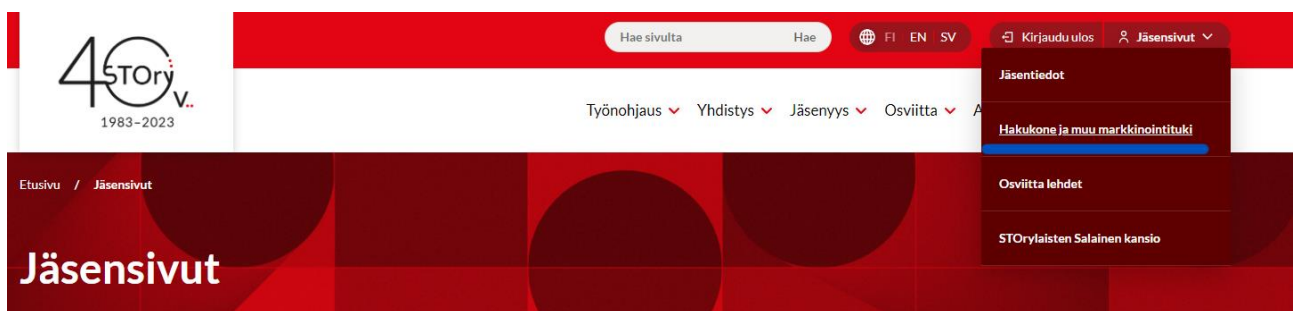 40
STOry
v..
1983-2023
Hae sivulta
Hae
FI EN SV
Kirjaudu ulos
Jäsensivut
Työnohjaus
Yhdistys
Jäsenyys
Osviitta
A
Jäsentiedot
Hakukone ja muu markkinointituki
Osviitta lehdet
STOrylaisten Salainen kansio
Etusivu / Jäsensivut
Jäsensivut